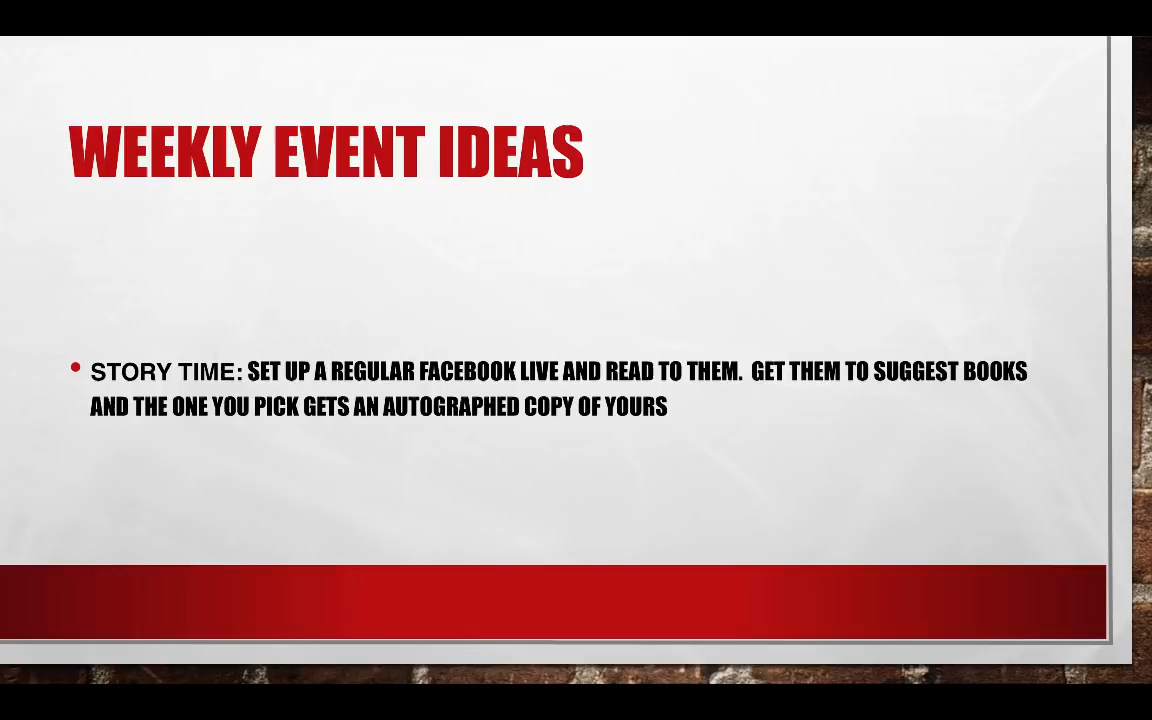 WEEKLY EVENT IDEAS
• STORY TIME: SET UP A REGULAR FACEBOOK LIVE AND READ TO THEM.  GET THEM TO SUGGEST BOOKS
AND THE ONE YOU PICK GETS AN AUTOGRAPHED COPY OF YOURS